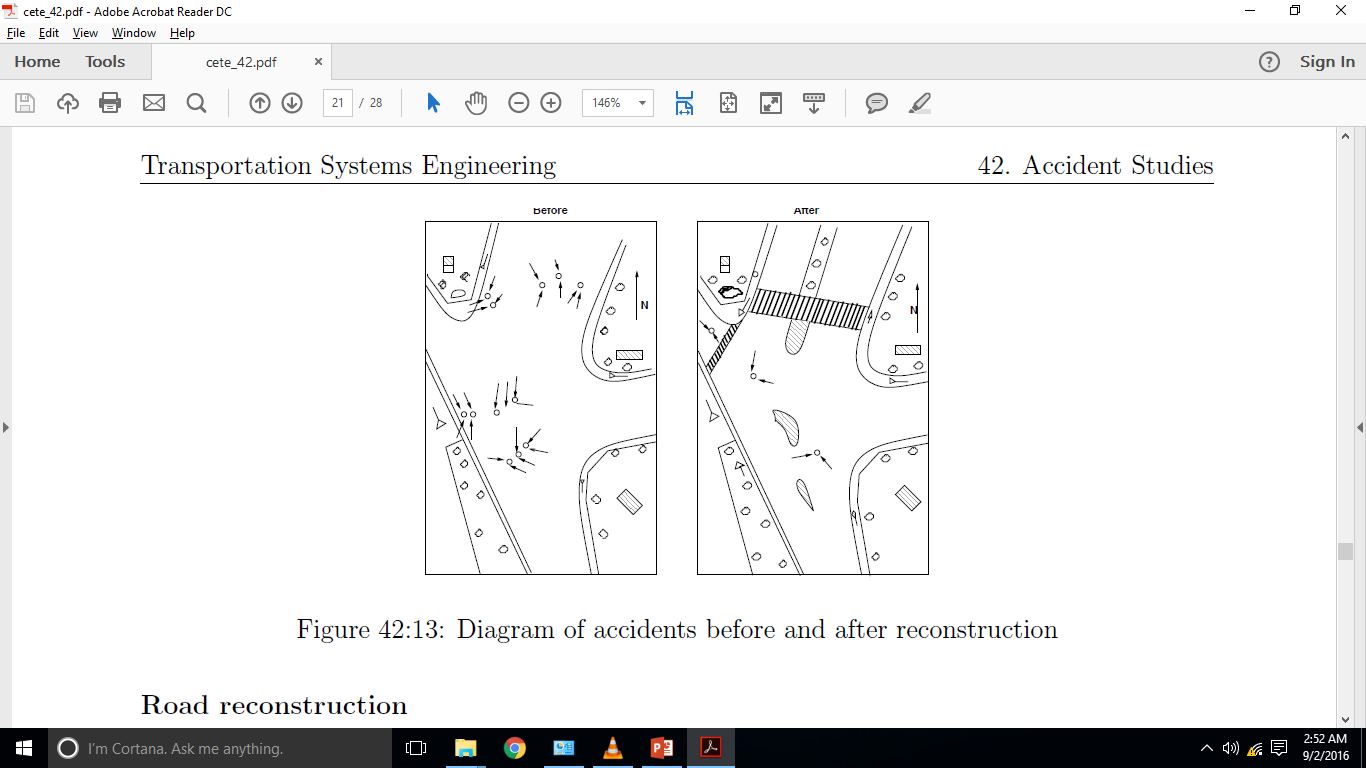 cete_42.pdf - Adobe Acrobat Reader DC
File Edit View Window Help
Home Tools cete_42.pdf × ? Sign In
21 / 28 146%
Transportation Systems Engineering 42. Accident Studies
Before After
N N
Figure 42:13: Diagram of accidents before and after reconstruction
Road reconstruction
I'm Cortana. Ask me anything.
2:52 AM
9/2/2016